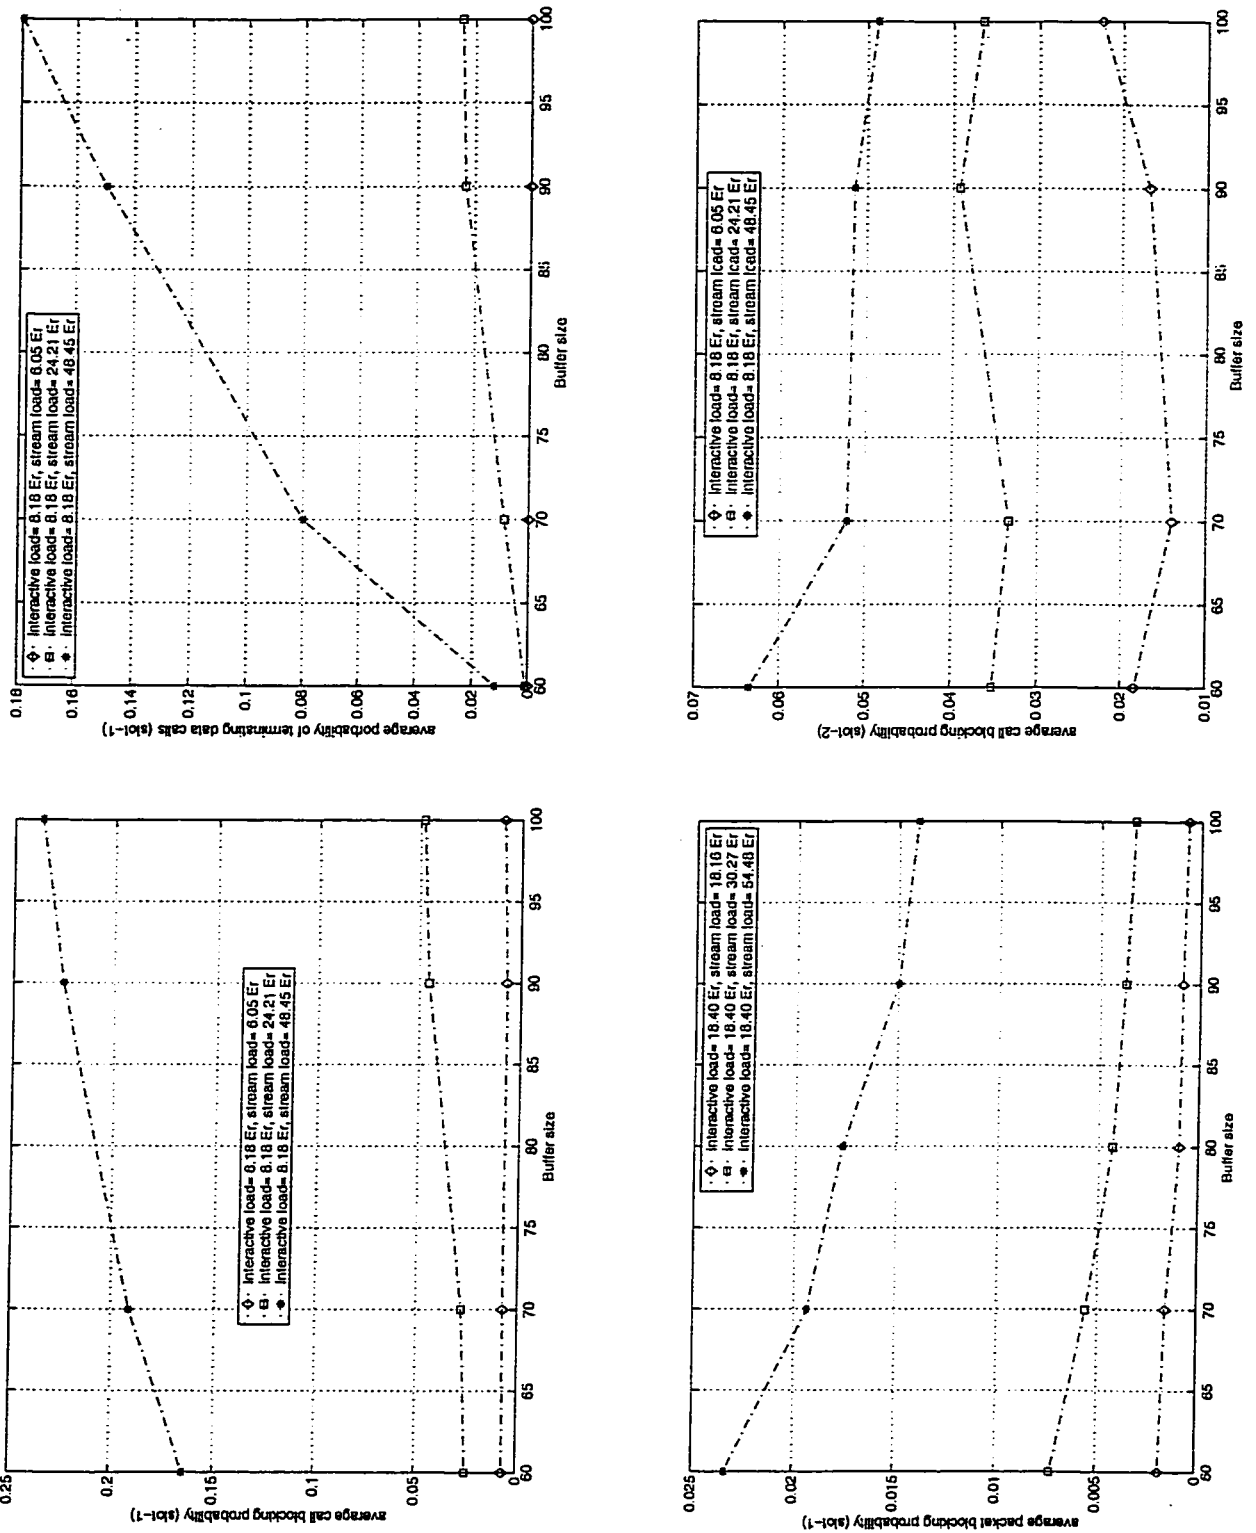 average call blocking probability (slot-1)
0.25
0.2
0.15
0.1
0.05
0
Interactive load= 8.18 Er, stream load= 6.05 Er
Interactive load= 8.18 Er, stream load= 24.21 Er
Interactive load= 8.18 Er, stream load= 48.45 Er
60 65 70 75 80 85 90 95 100
Buffer size
average porbability of terminating data calls (slot-1)
0.18
0.16
0.14
0.12
0.1
0.08
0.06
0.04
0.02
0
Interactive load= 8.18 Er, stream load= 6.05 Er
Interactive load= 8.18 Er, stream load= 24.21 Er
Interactive load= 8.18 Er, stream load= 48.45 Er
60 65 70 75 80 85 90 95 100
Buffer size
average packet blocking probability (slot-1)
0.025
0.02
0.015
0.01
0.005
0
Interactive load= 18.40 Er, stream load= 18.16 Er
Interactive load= 18.40 Er, stream load= 30.27 Er
Interactive load= 18.40 Er, stream load= 54.48 Er
60 65 70 75 80 85 90 95 100
Buffer size
average call blocking probability (slot-2)
0.07
0.06
0.05
0.04
0.03
0.02
0.01
Interactive load= 8.18 Er, stream load= 6.05 Er
Interactive load= 8.18 Er, stream load= 24.21 Er
Interactive load= 8.18 Er, stream load= 48.45 Er
60 65 70 75 80 85 90 95 100
Buffer size